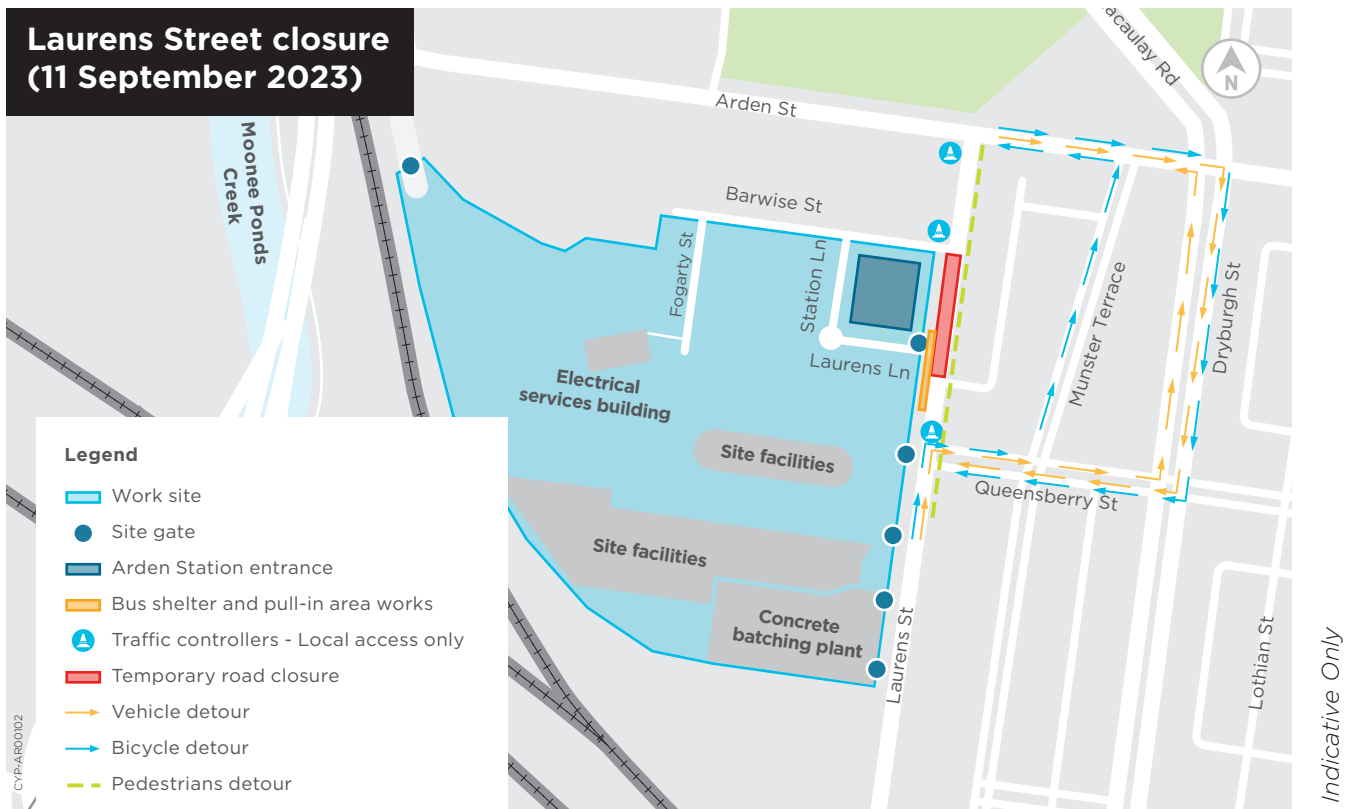 Laurens Street closure
(11 September 2023)
acaulay Rd
N
Arden St
Moonee Ponds
Creek
Barwise St
Fogarty St
Station Ln
Laurens Ln
Munster Terrace
Dryburgh St
Electrical
services building
Site facilities
Queensberry St
Site facilities
Concrete
batching plant
Laurens St
Lothian St
Legend
Work site
Site gate
Arden Station entrance
Bus shelter and pull-in area works
Traffic controllers - Local access only
Temporary road closure
Vehicle detour
Bicycle detour
Pedestrians detour
CYP-AR00102
Indicative Only